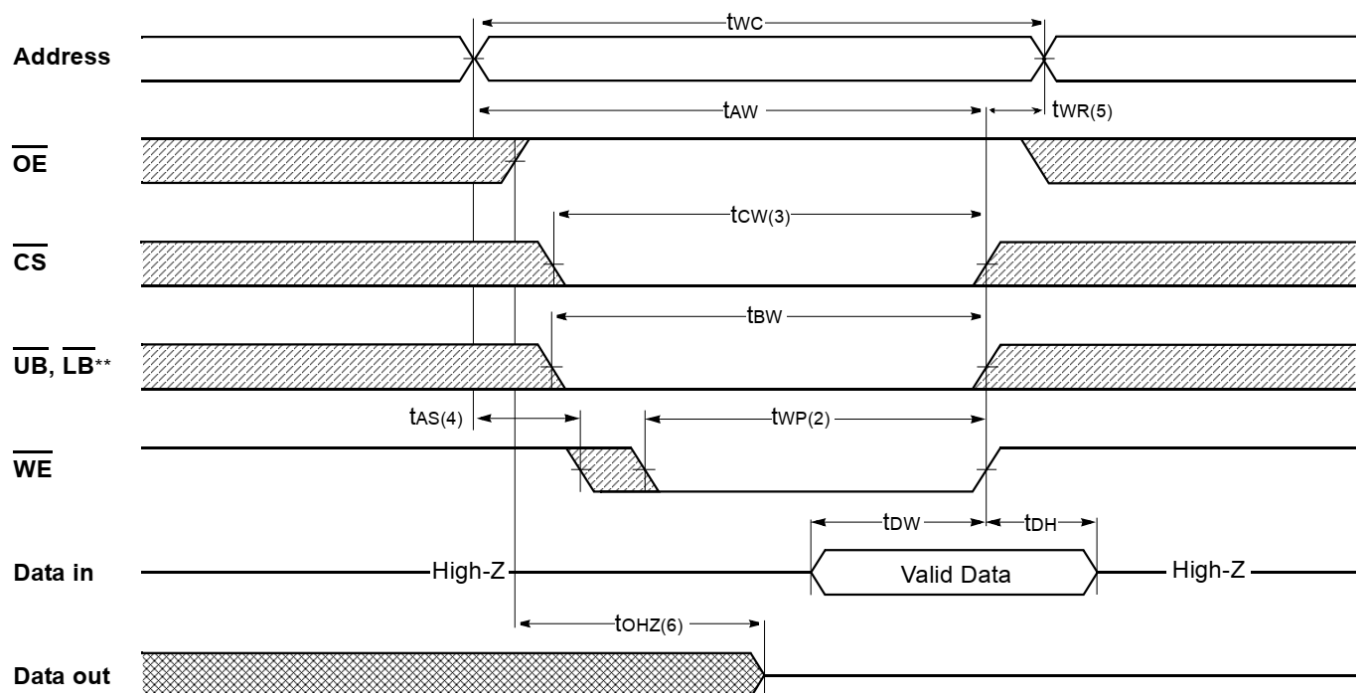 tWC
Address
tAW
tWR(5)
OE
tCW(3)
CS
tBW
UB, LB**
tAS(4)
tWP(2)
WE
tDW
tDH
Data in
High-Z
Valid Data
High-Z
tOHZ(6)
Data out